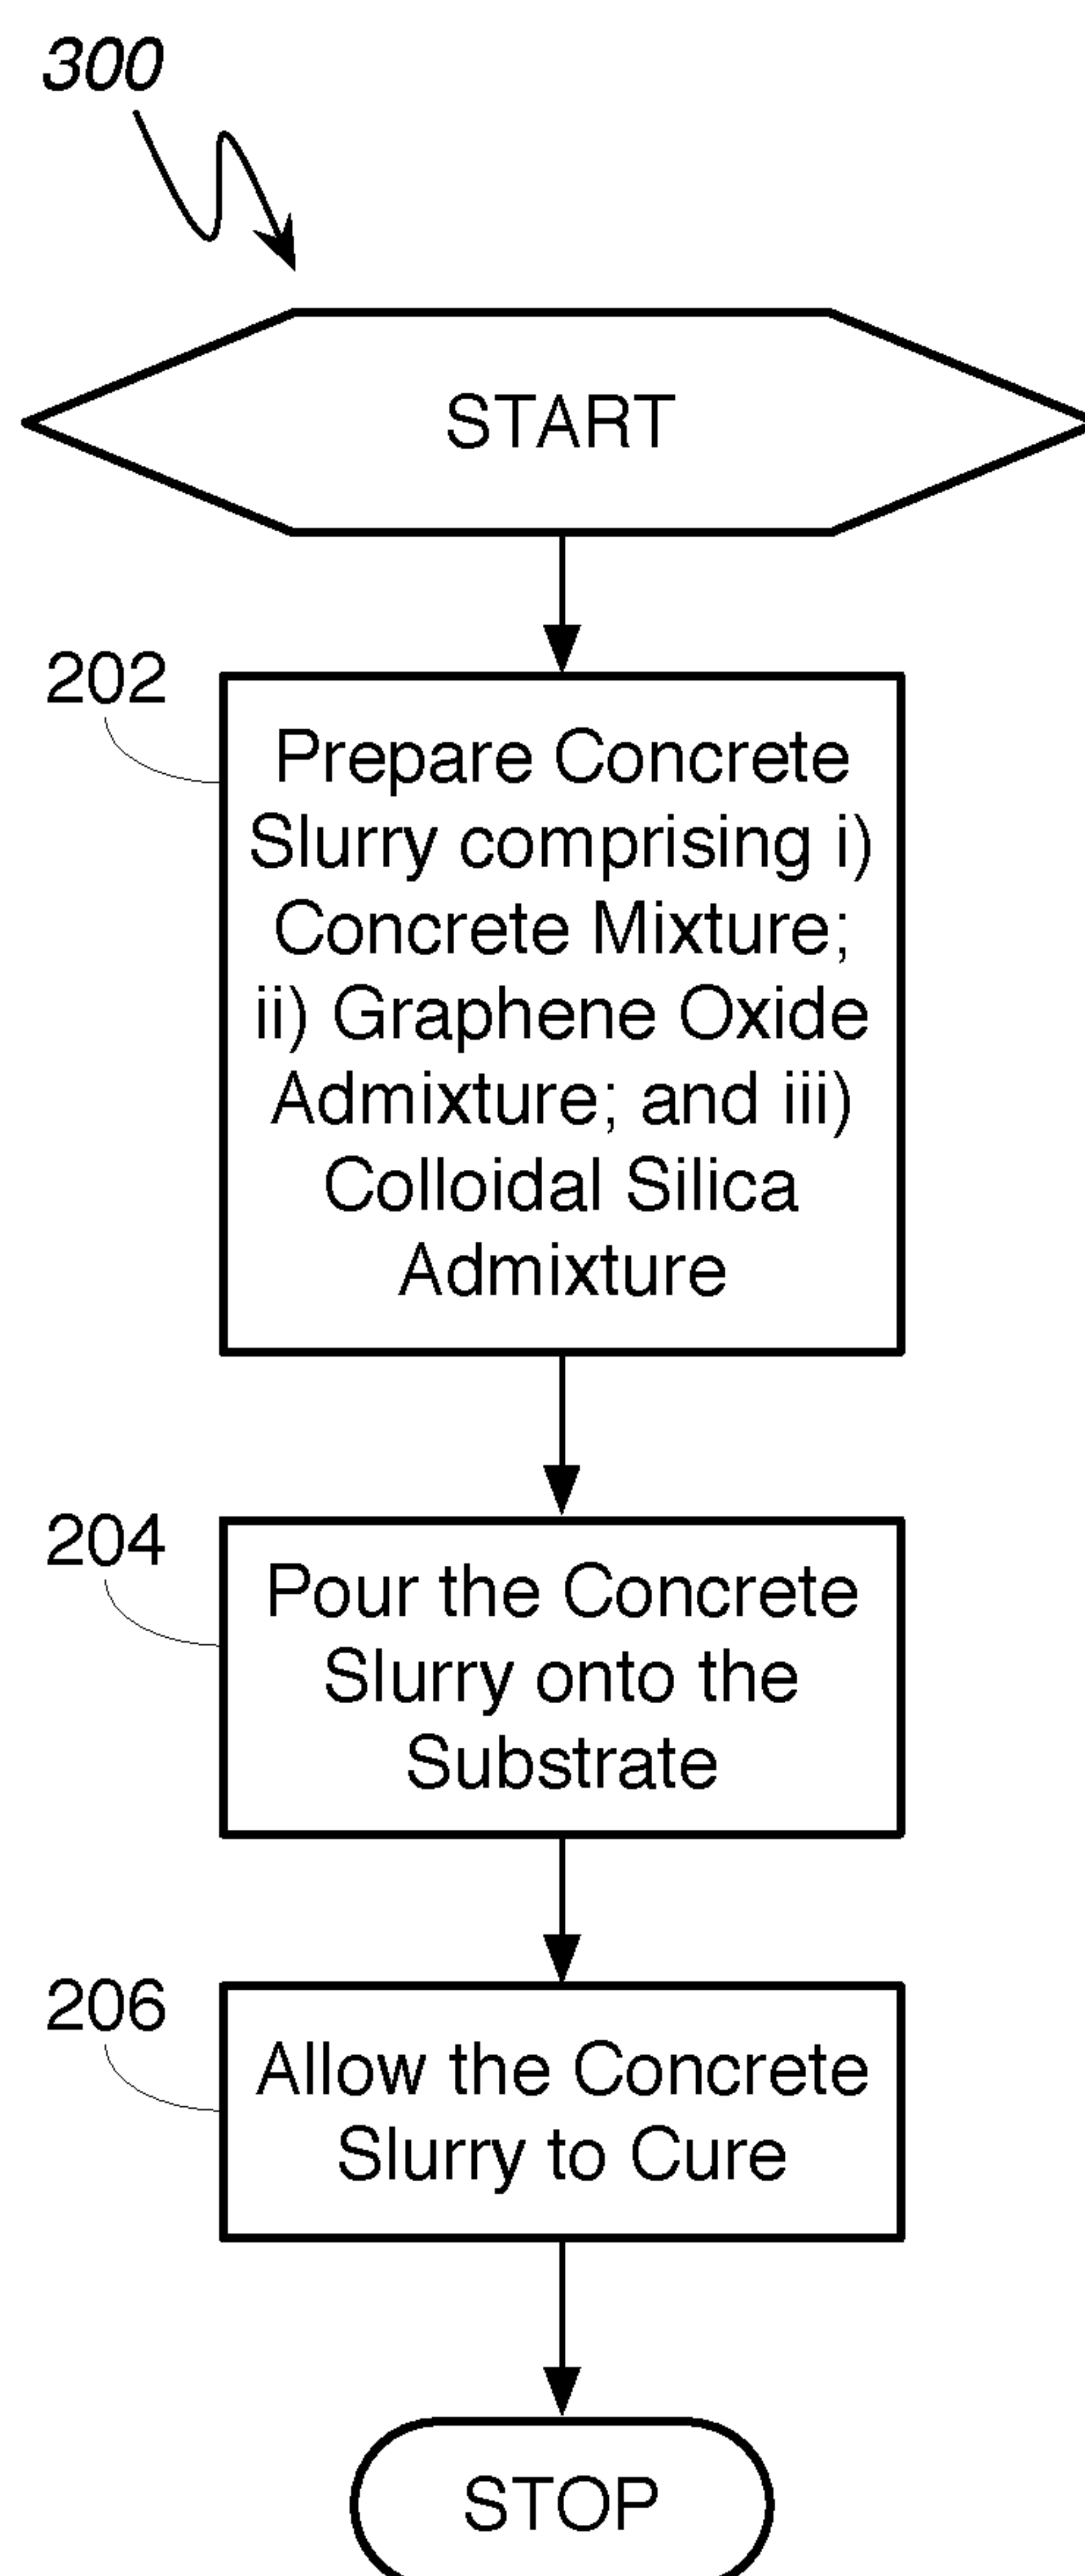 300
START
202
Prepare Concrete
Slurry comprising i)
Concrete Mixture;
ii) Graphene Oxide
Admixture; and iii)
Colloidal Silica
Admixture
204
Pour the Concrete
Slurry onto the
Substrate
206
Allow the Concrete
Slurry to Cure
STOP